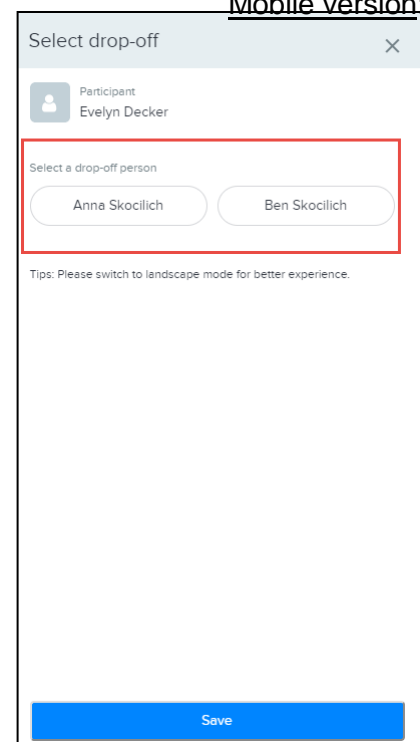 Mobile version
Select drop-off
Participant
Evelyn Decker
Select a drop-off person
Anna Skocilich Ben Skocilich
Tips: Please switch to landscape mode for better experience.
Save